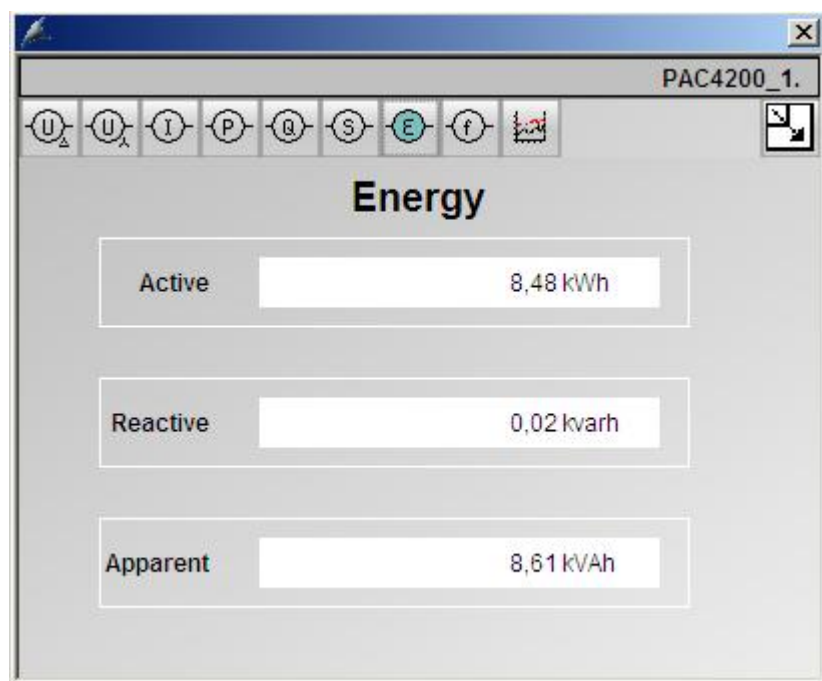 PAC4200_1.
U U I P Q S E f
Energy
Active 8,48 kWh
Reactive 0,02 kvarh
Apparent 8,61 kVAh